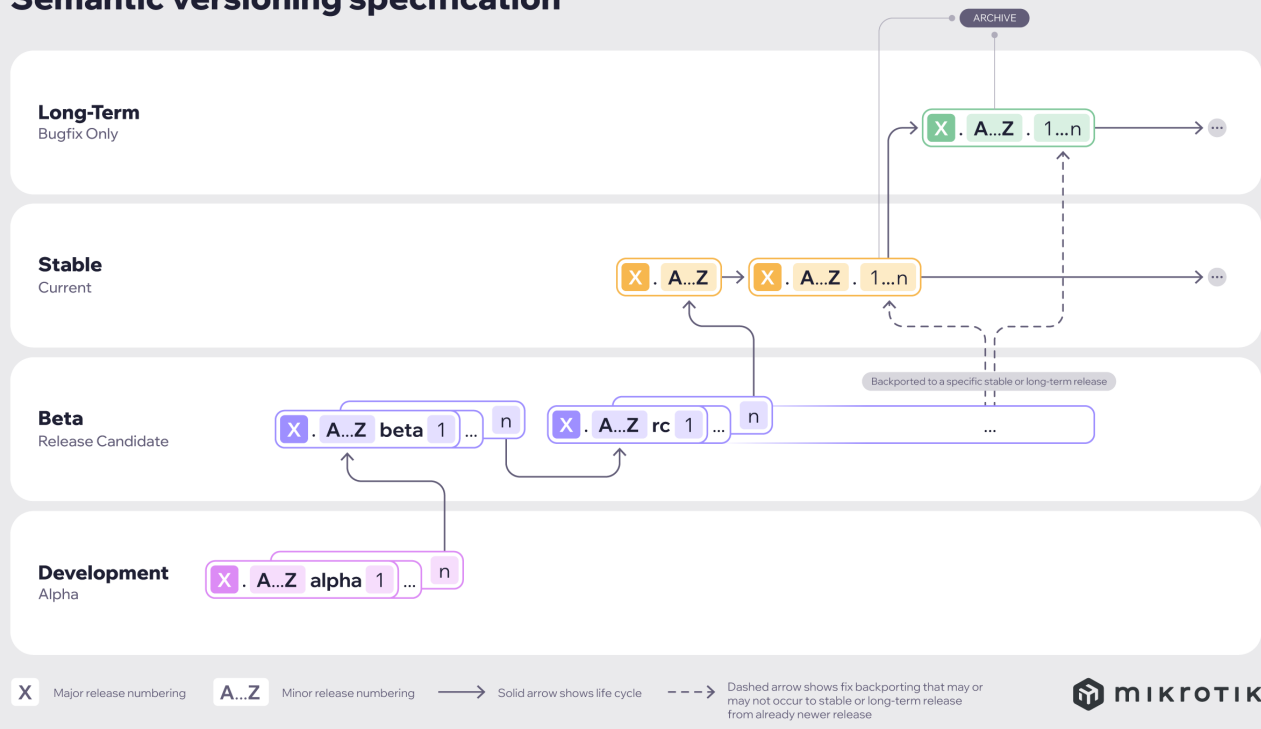 Semantic versioning specification
ARCHIVE
Long-Term
Bugfix Only
X . A...Z . 1...n
...
Stable
Current
X . A...Z
X . A...Z . 1...n
...
Backported to a specific stable or long-term release
Beta
Release Candidate
X . A...Z beta 1 ... n
X . A...Z rc 1 ... n
...
Development
Alpha
X . A...Z alpha 1 ... n
X Major release numbering
A...Z Minor release numbering
Solid arrow shows life cycle
Dashed arrow shows fix backporting that may or
may not occur to stable or long-term release
from already newer release
MIKROTIK